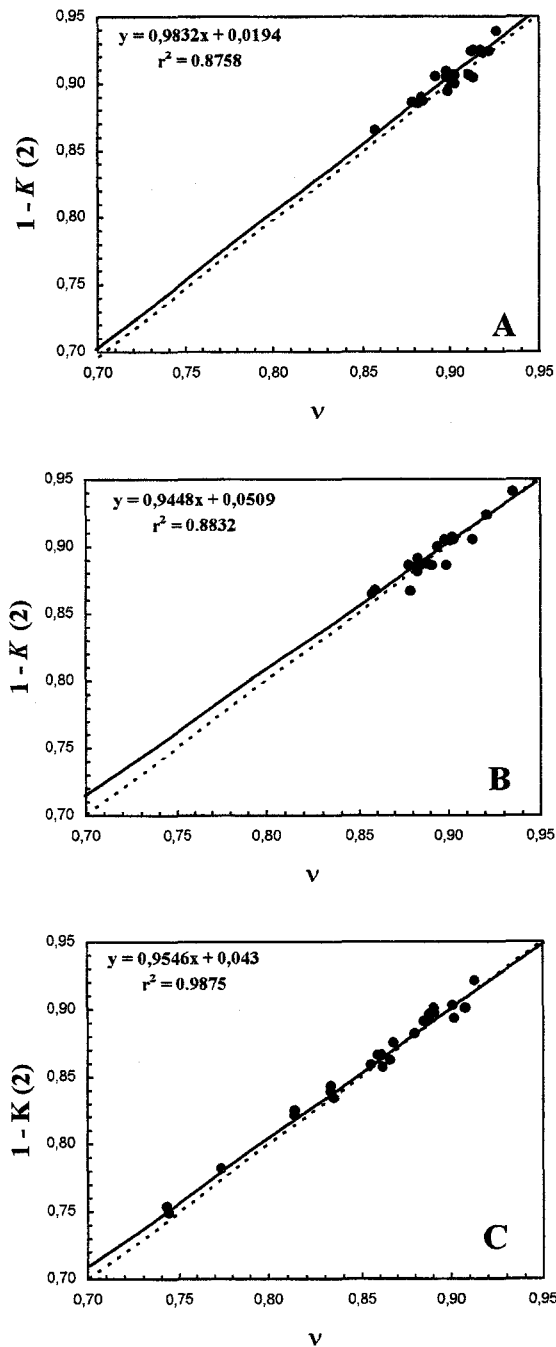 y = 0,9832x + 0,0194
r² = 0.8758
0,95
0,90
0,85
0,80
0,75
0,70
1 - K (2)
A
0,70 0,75 0,80 0,85 0,90 0,95
ν
y = 0,9448x + 0,0509
r² = 0.8832
0,95
0,90
0,85
0,80
0,75
0,70
1 - K (2)
B
0,70 0,75 0,80 0,85 0,90 0,95
ν
y = 0,9546x + 0,043
r² = 0.9875
0,95
0,90
0,85
0,80
0,75
0,70
1 - K (2)
C
0,70 0,75 0,80 0,85 0,90 0,95
ν